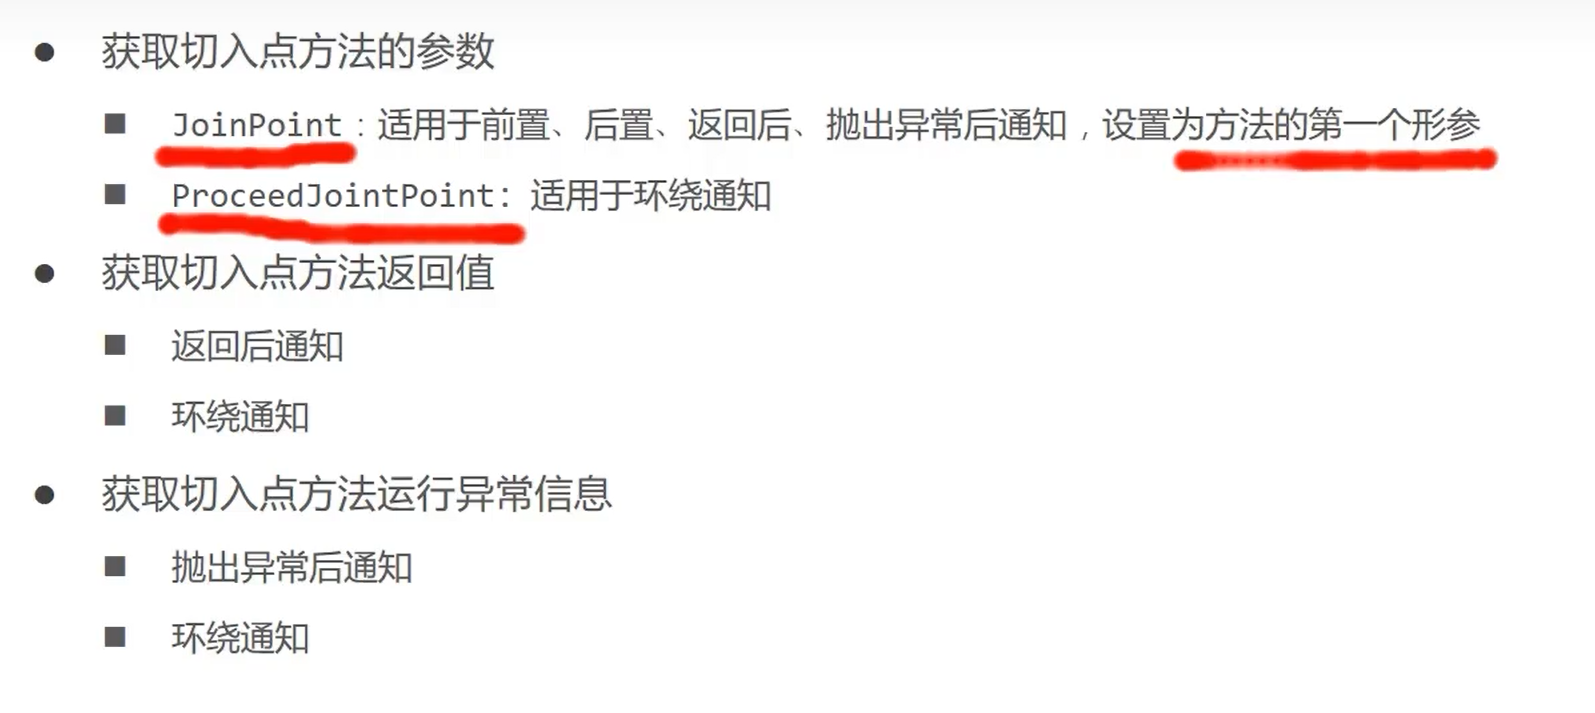 获取切入点方法的参数
JoinPoint：适用于前置、后置、返回后、抛出异常后通知，设置为方法的第一个形参
ProceedJointPoint：适用于环绕通知
获取切入点方法返回值
返回后通知
环绕通知
获取切入点方法运行异常信息
抛出异常后通知
环绕通知